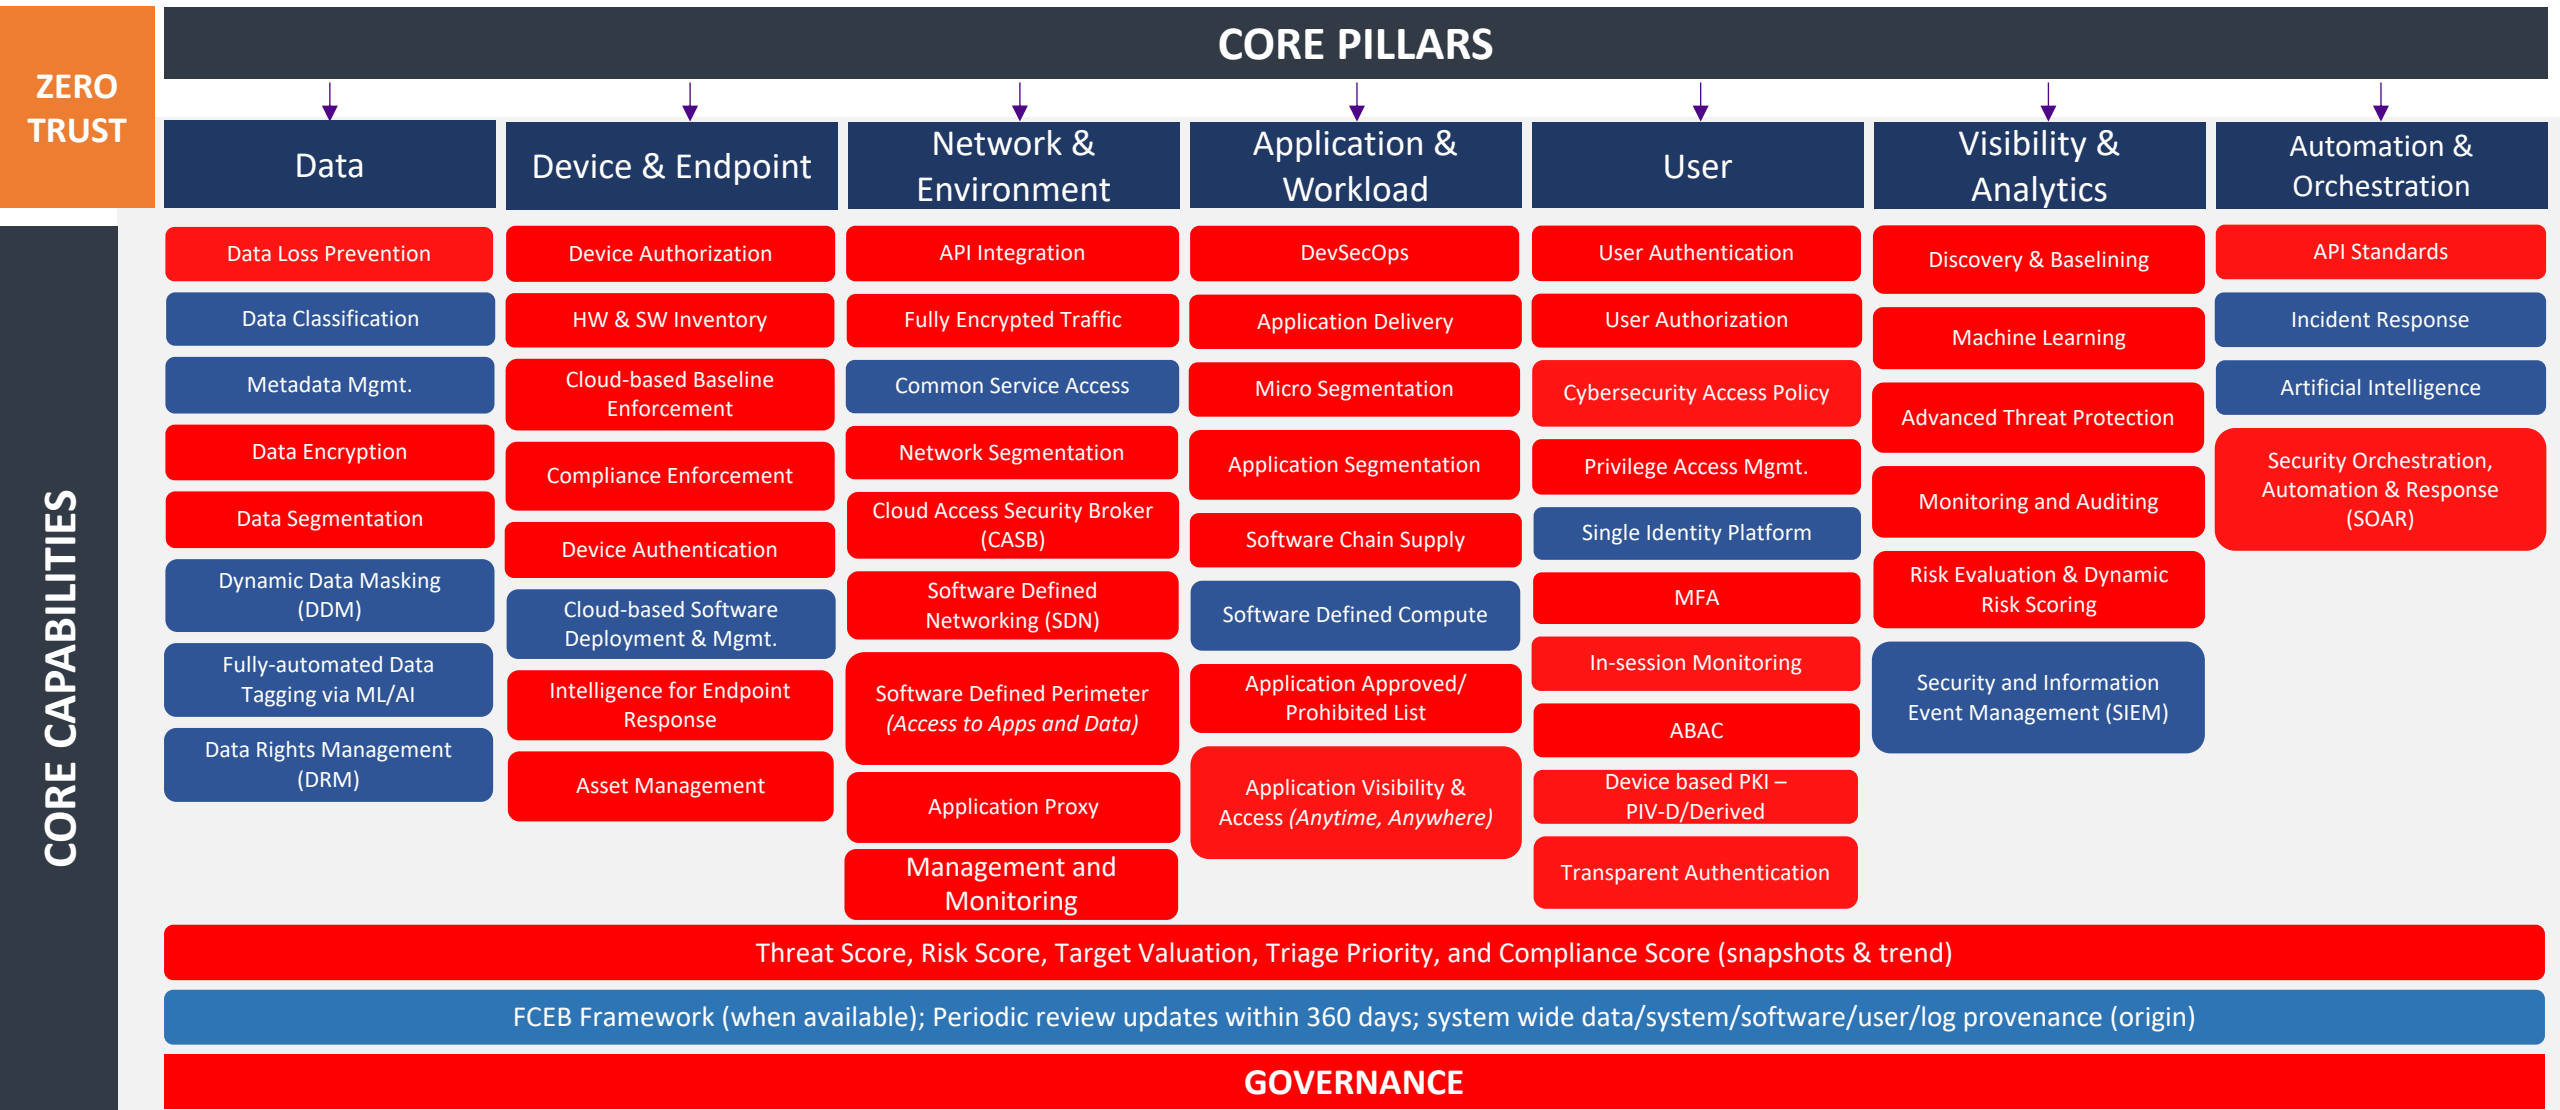 ZERO
TRUST
CORE PILLARS
Data
Device & Endpoint
Network &
Environment
Application &
Workload
User
Visibility &
Analytics
Automation &
Orchestration
CORE CAPABILITIES
Data Loss Prevention
Data Classification
Metadata Mgmt.
Data Encryption
Data Segmentation
Dynamic Data Masking
(DDM)
Fully-automated Data
Tagging via ML/AI
Data Rights Management
(DRM)
Device Authorization
HW & SW Inventory
Cloud-based Baseline
Enforcement
Compliance Enforcement
Device Authentication
Cloud-based Software
Deployment & Mgmt.
Intelligence for Endpoint
Response
Asset Management
API Integration
Fully Encrypted Traffic
Common Service Access
Network Segmentation
Cloud Access Security Broker
(CASB)
Software Defined
Networking (SDN)
Software Defined Perimeter
(Access to Apps and Data)
Application Proxy
Management and
Monitoring
DevSecOps
Application Delivery
Micro Segmentation
Application Segmentation
Software Chain Supply
Software Defined Compute
Application Approved/
Prohibited List
Application Visibility &
Access (Anytime, Anywhere)
User Authentication
User Authorization
Cybersecurity Access Policy
Privilege Access Mgmt.
Single Identity Platform
MFA
In-session Monitoring
ABAC
Device based PKI –
PIV-D/Derived
Transparent Authentication
Discovery & Baselining
Machine Learning
Advanced Threat Protection
Monitoring and Auditing
Risk Evaluation & Dynamic
Risk Scoring
Security and Information
Event Management (SIEM)
API Standards
Incident Response
Artificial Intelligence
Security Orchestration,
Automation & Response
(SOAR)
Threat Score, Risk Score, Target Valuation, Triage Priority, and Compliance Score (snapshots & trend)
FCEB Framework (when available); Periodic review updates within 360 days; system wide data/system/software/user/log provenance (origin)
GOVERNANCE